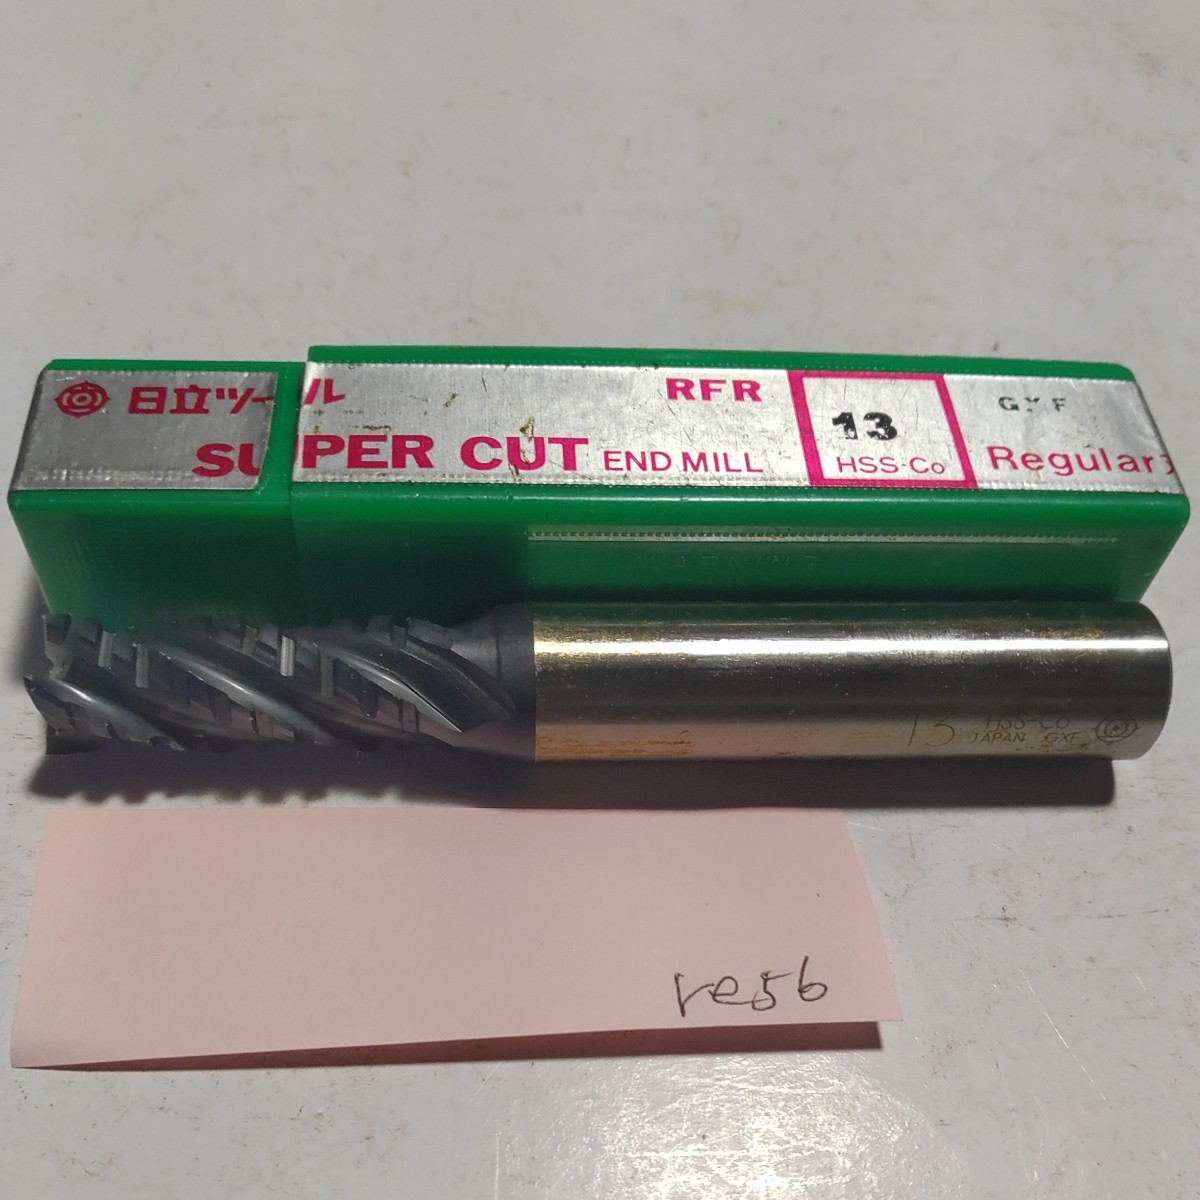 日立ツール
RFR
SUPER CUT END MILL
13
HSS-Co
GXF
Regular
WARNING
13
HSS-Co
JAPAN GXF
re56